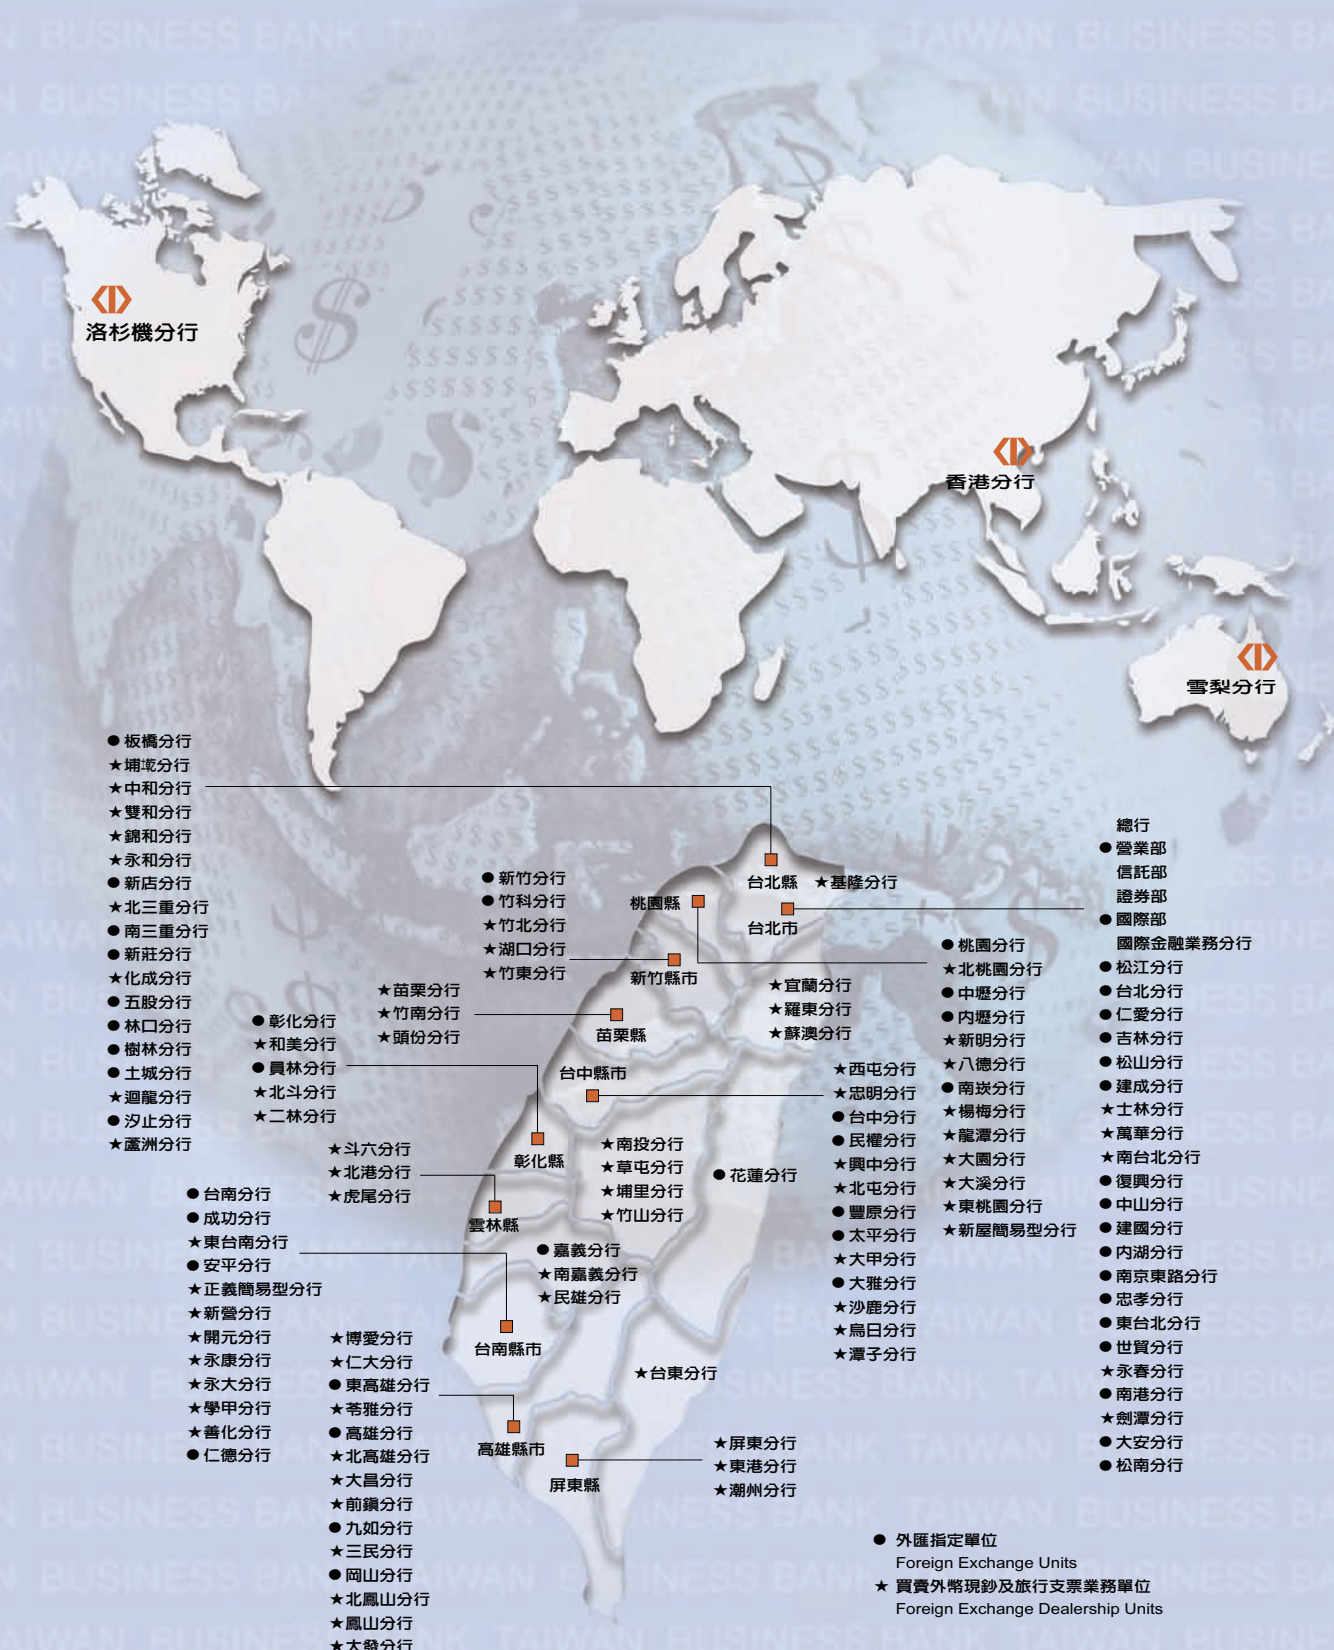 洛杉機分行
香港分行
雪梨分行
● 板橋分行
★埔墘分行
★中和分行
★雙和分行
★錦和分行
★永和分行
● 新店分行
★北三重分行
● 南三重分行
● 新莊分行
★化成分行
● 五股分行
● 林口分行
● 樹林分行
● 土城分行
★迴龍分行
● 汐止分行
★蘆洲分行
台北縣
★基隆分行
桃園縣
台北市
● 新竹分行
● 竹科分行
★竹北分行
★湖口分行
★竹東分行
新竹縣市
★苗栗分行
★竹南分行
★頭份分行
苗栗縣
★宜蘭分行
★羅東分行
★蘇澳分行
● 彰化分行
★和美分行
● 員林分行
★北斗分行
★二林分行
台中縣市
彰化縣
★斗六分行
★北港分行
★虎尾分行
雲林縣
★南投分行
★草屯分行
★埔里分行
★竹山分行
● 花蓮分行
● 嘉義分行
★南嘉義分行
★民雄分行
● 台南分行
● 成功分行
★東台南分行
● 安平分行
★正義簡易型分行
★新營分行
★開元分行
★永康分行
★永大分行
★學甲分行
★善化分行
● 仁德分行
台南縣市
★博愛分行
★仁大分行
● 東高雄分行
★苓雅分行
● 高雄分行
★北高雄分行
★大昌分行
★前鎮分行
● 九如分行
★三民分行
● 岡山分行
★北鳳山分行
★鳳山分行
★大發分行
高雄縣市
★台東分行
屏東縣
★屏東分行
★東港分行
★潮州分行
★西屯分行
★忠明分行
● 台中分行
● 民權分行
★興中分行
★北屯分行
● 豐原分行
● 太平分行
★大甲分行
● 大雅分行
★沙鹿分行
★烏日分行
★潭子分行
● 桃園分行
★北桃園分行
● 中壢分行
● 內壢分行
★新明分行
★八德分行
● 南崁分行
★楊梅分行
★龍潭分行
★大園分行
★大溪分行
★東桃園分行
★新屋簡易型分行
總行
● 營業部
信託部
證券部
● 國際部
國際金融業務分行
● 松江分行
● 台北分行
● 仁愛分行
● 吉林分行
● 松山分行
● 建成分行
★士林分行
★萬華分行
★南台北分行
● 復興分行
● 中山分行
● 建國分行
● 內湖分行
● 南京東路分行
● 忠孝分行
● 東台北分行
● 世貿分行
★永春分行
● 南港分行
★劍潭分行
● 大安分行
● 松南分行
● 外匯指定單位
Foreign Exchange Units
★ 買賣外幣現鈔及旅行支票業務單位
Foreign Exchange Dealership Units